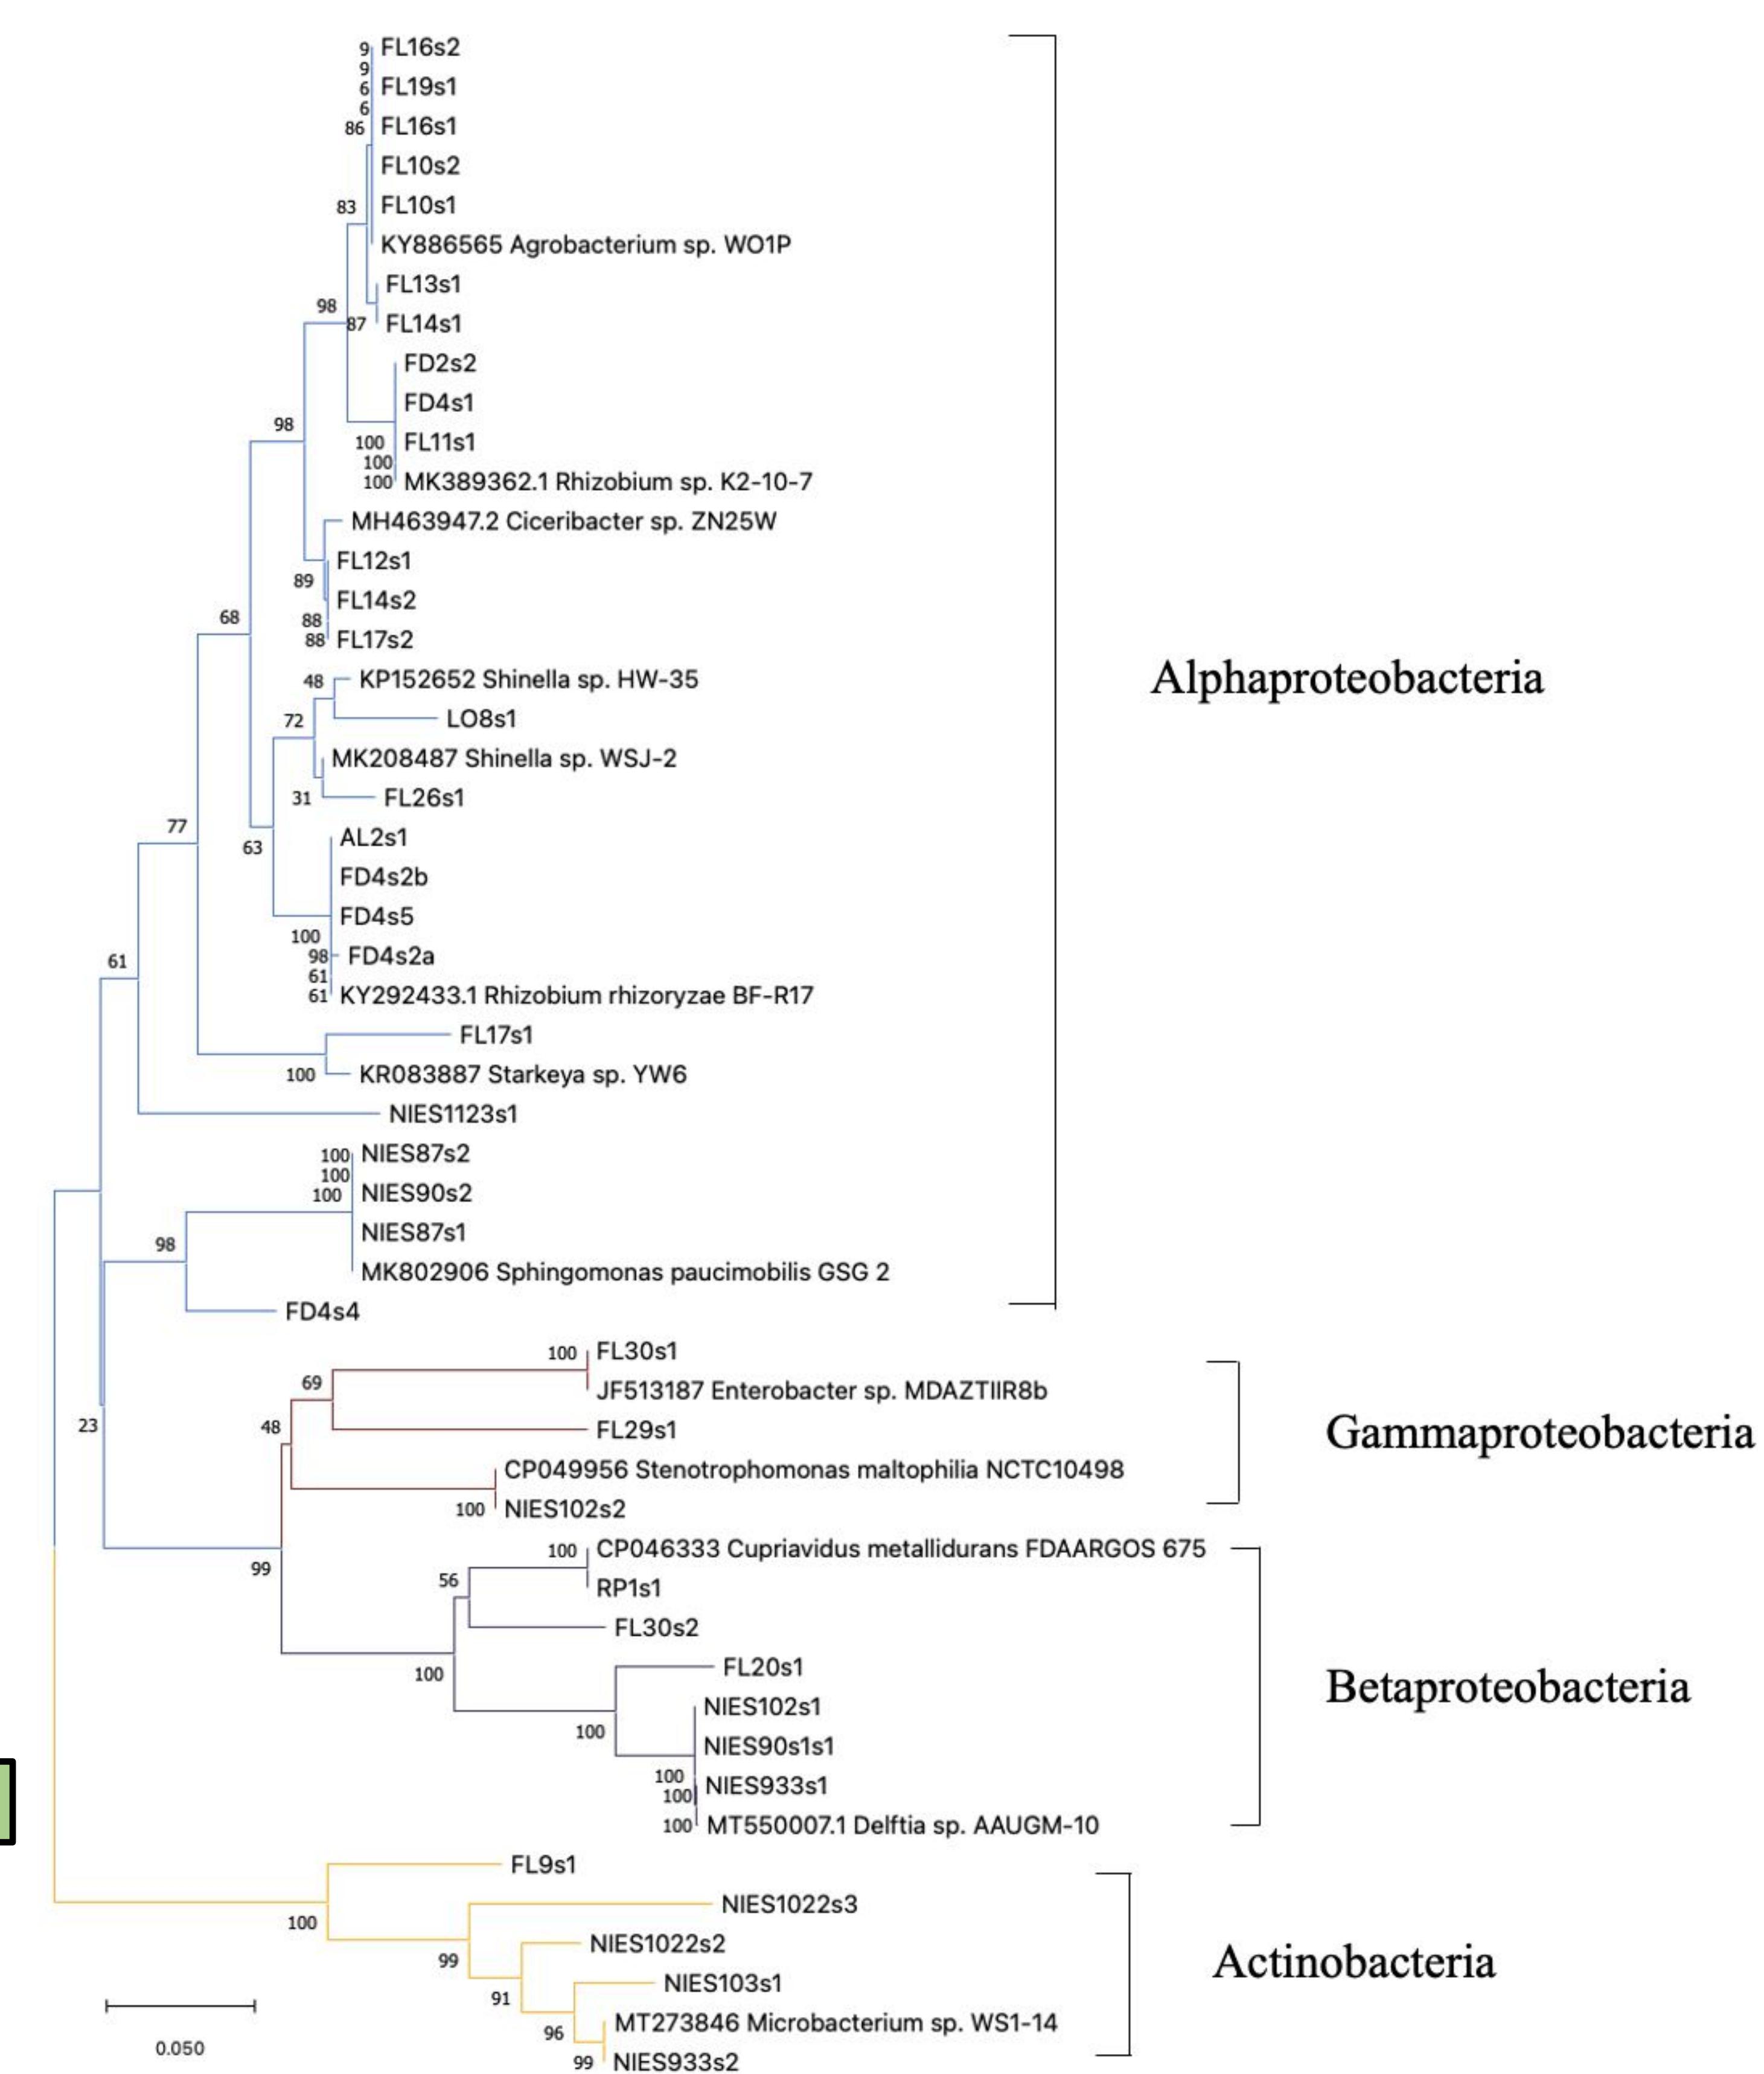 9 FL16s2
9
6 FL19s1
6
86 FL16s1
FL10s2
83 FL10s1
KY886565 Agrobacterium sp. WO1P
FL13s1
98
87 FL14s1
FD2s2
FD4s1
98
100 FL11s1
100
100 MK389362.1 Rhizobium sp. K2-10-7
MH463947.2 Ciceribacter sp. ZN25W
FL12s1
89
FL14s2
68
88
88 FL17s2
48 KP152652 Shinella sp. HW-35
Alphaproteobacteria
72 LO8s1
MK208487 Shinella sp. WSJ-2
31 FL26s1
77
AL2s1
63
FD4s2b
FD4s5
100
98 FD4s2a
61
61
61 KY292433.1 Rhizobium rhizoryzae BF-R17
FL17s1
100 KR083887 Starkeya sp. YW6
NIES1123s1
100 NIES87s2
100
100 NIES90s2
NIES87s1
98
MK802906 Sphingomonas paucimobilis GSG 2
FD4s4
100 FL30s1
69
JF513187 Enterobacter sp. MDAZTIIR8b
23
48
FL29s1
Gammaproteobacteria
CP049956 Stenotrophomonas maltophilia NCTC10498
100 NIES102s2
100 CP046333 Cupriavidus metallidurans FDAARGOS 675
99
56
RP1s1
FL30s2
100
FL20s1
Betaproteobacteria
NIES102s1
100
NIES90s1s1
100
100 NIES933s1
100 MT550007.1 Delftia sp. AAUGM-10
FL9s1
NIES1022s3
100
NIES1022s2
99
Actinobacteria
NIES103s1
91
MT273846 Microbacterium sp. WS1-14
96
0.050
99 NIES933s2